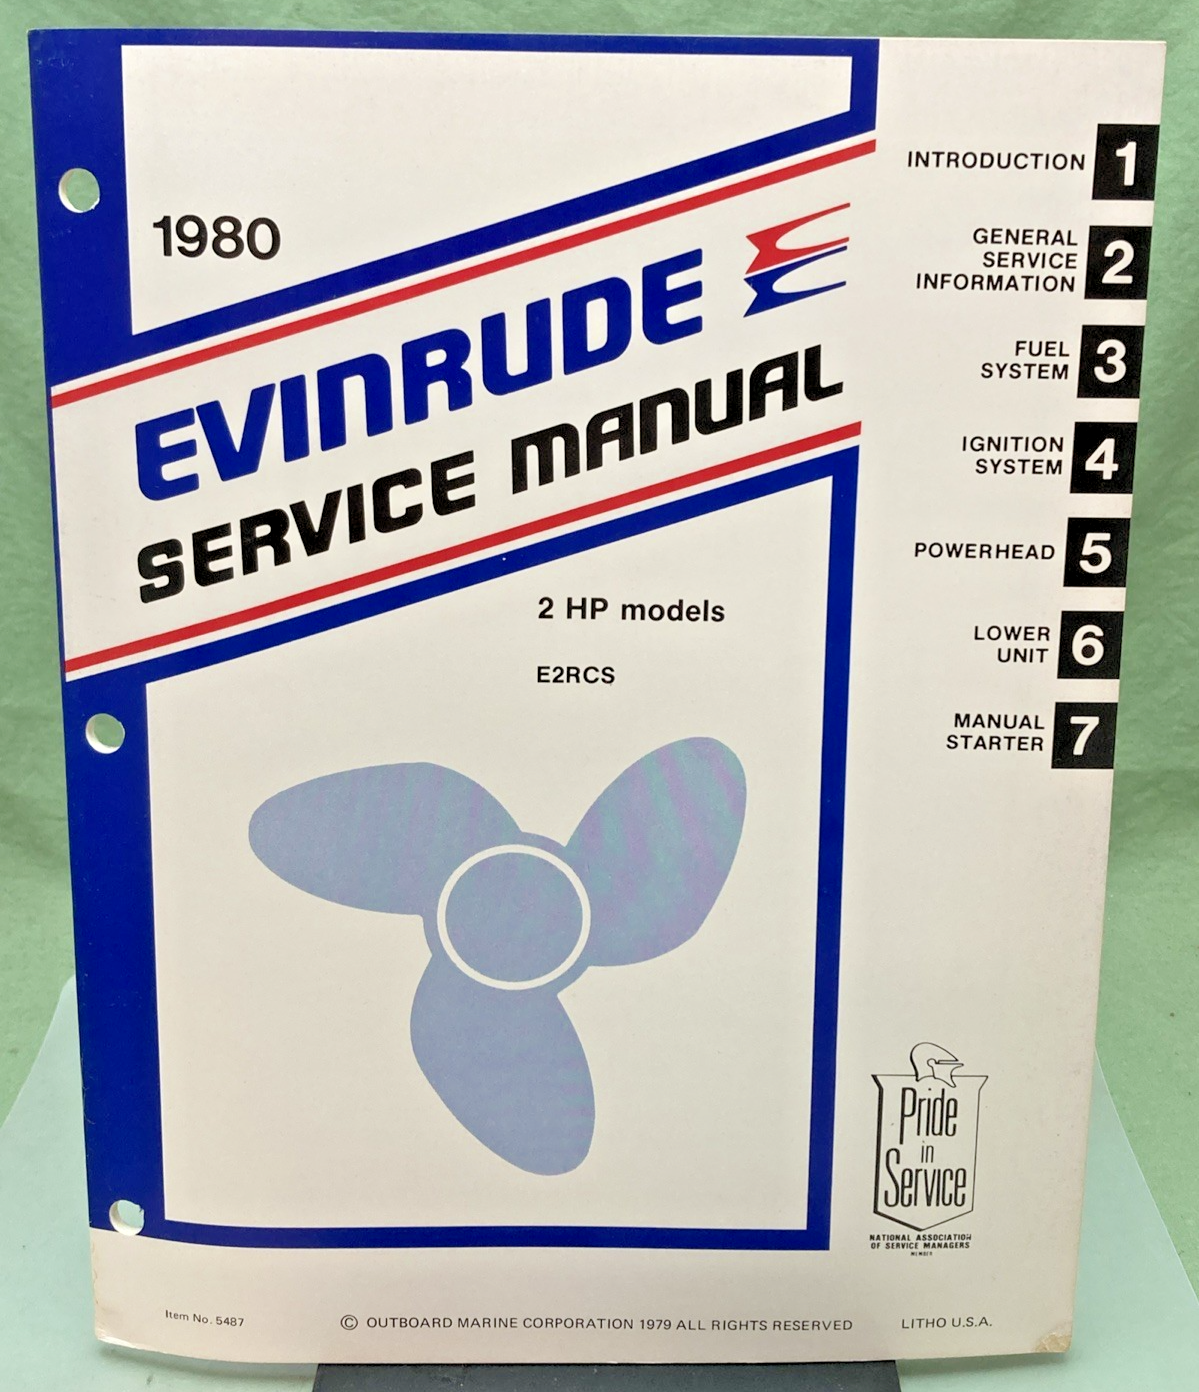 1980
EVINRUDE
SERVICE MANUAL
2 HP models
E2RCS
INTRODUCTION 1
GENERAL
SERVICE
INFORMATION 2
FUEL
SYSTEM 3
IGNITION
SYSTEM 4
POWERHEAD 5
LOWER
UNIT 6
MANUAL
STARTER 7
Pride
in
Service
NATIONAL ASSOCIATION
OF SERVICE MANAGERS
MEMBER
Item No. 5487
© OUTBOARD MARINE CORPORATION 1979 ALL RIGHTS RESERVED
LITHO U.S.A.